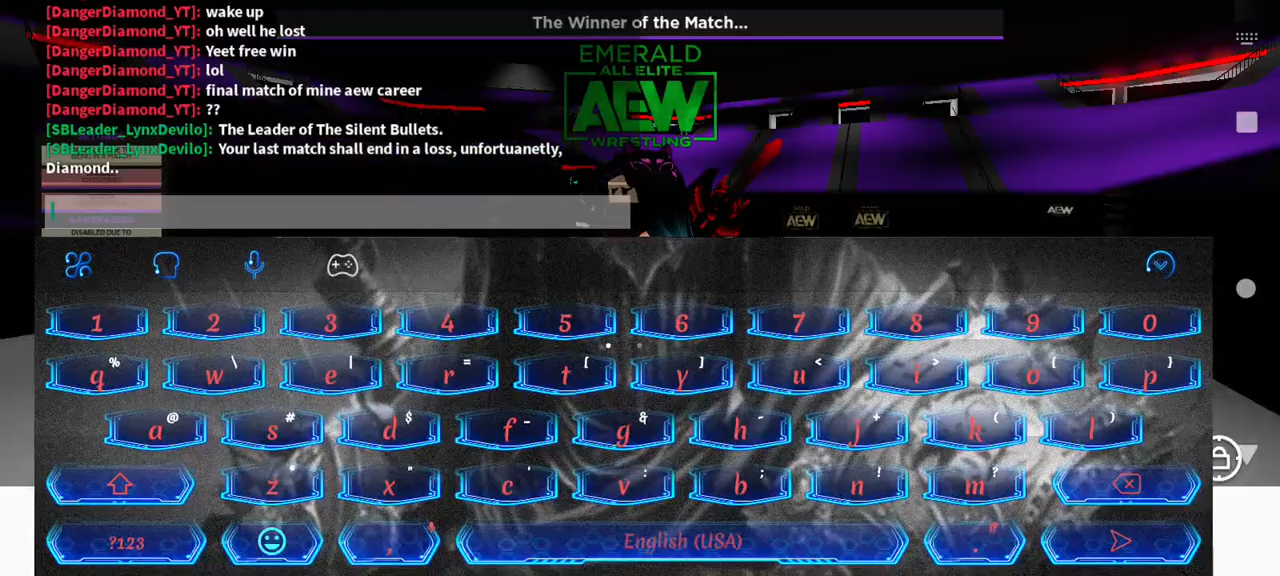 [DangerDiamond_YT]: wake up
[DangerDiamond_YT]: oh well he lost
[DangerDiamond_YT]: Yeet free win
[DangerDiamond_YT]: lol
[DangerDiamond_YT]: final match of mine aew career
[DangerDiamond_YT]: ??
[SBLeader_LynxDevilo]: The Leader of The Silent Bullets.
[SBLeader_LynxDevilo]: Your last match shall end in a loss, unfortuanetly,
Diamond..
The Winner of the Match...
EMERALD
ALL ELITE
AEW
WRESTLING
DISABLED DUE TO
AEW
AEW
AEW
1 2 3 4 5 6 7 8 9 0
q % w \ e | r = t [ y ] u < i > o { p }
a @ s # d $ f - g & h - j + k ( l )
z x " c ' v : b ; n ! m ?
?123 , English (USA) .